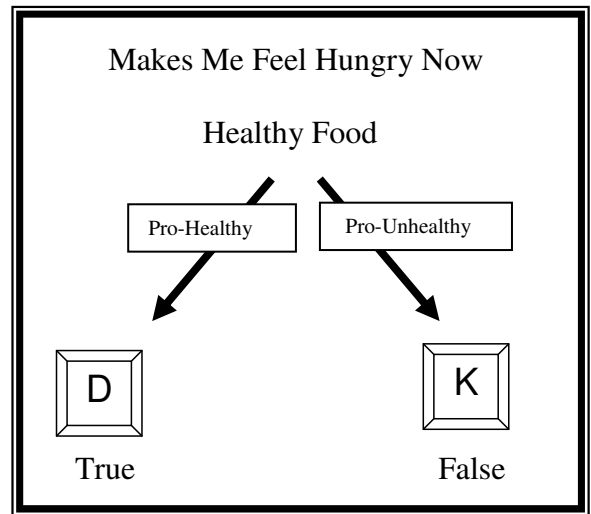 Makes Me Feel Hungry Now
Healthy Food
Pro-Healthy
Pro-Unhealthy
D
K
True
False